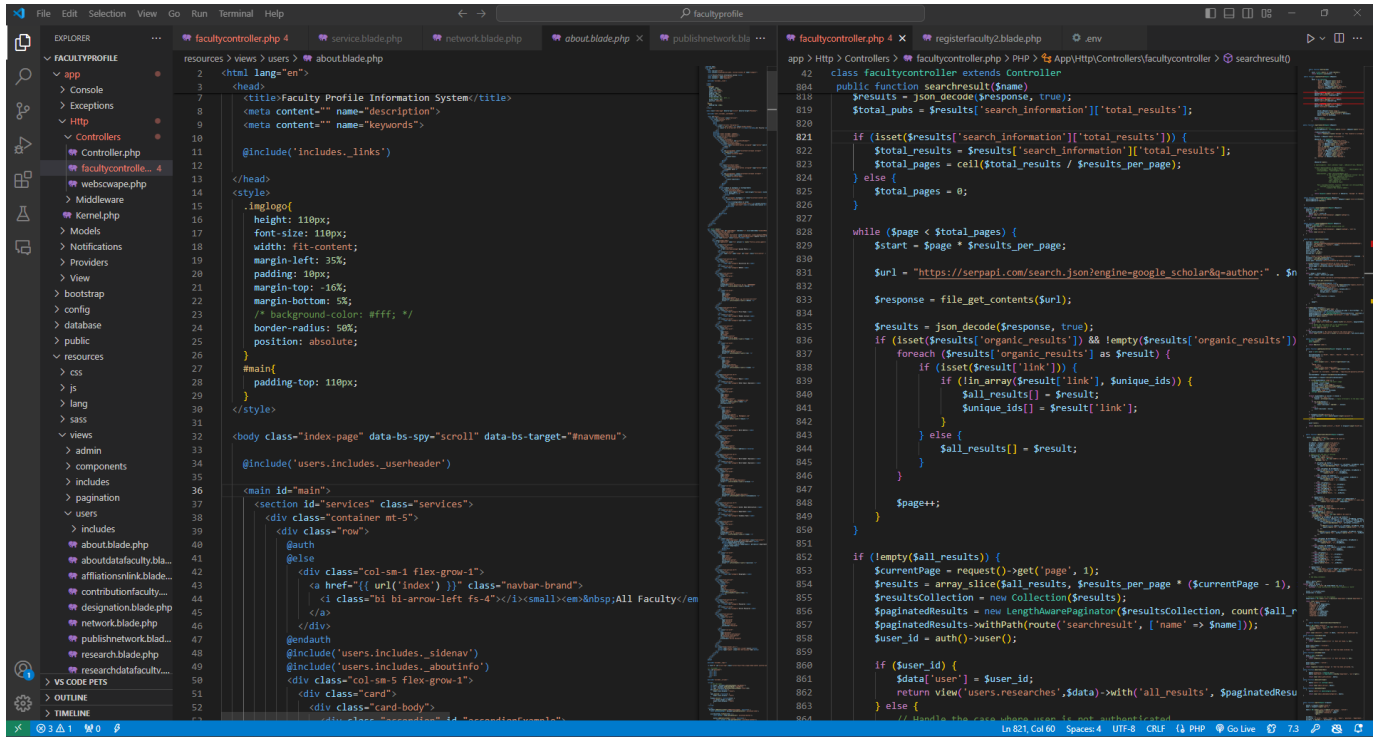 File Edit Selection View Go Run Terminal Help
facultyprofile
EXPLORER
FACULTYPROFILE
app
Console
Exceptions
Http
Controllers
Controller.php
facultycontrolle... 4
webscwape.php
Middleware
Kernel.php
Models
Notifications
Providers
View
bootstrap
config
database
public
resources
css
js
lang
sass
views
admin
components
includes
pagination
users
includes
about.blade.php
aboutdatafaculty.bla...
affliationsnlink.blade...
contributionfaculty....
designation.blade.php
network.blade.php
publishnetwork.blad...
research.blade.php
researchdatafaculty....
VS CODE PETS
OUTLINE
TIMELINE
facultycontroller.php 4 service.blade.php network.blade.php about.blade.php publishnetwork.bla ...
resources > views > users > about.blade.php
2 <html lang="en">
3 <head>
7 <title>Faculty Profile Information System</title>
8 <meta content="" name="description">
9 <meta content="" name="keywords">
10
11 @include('includes._links')
12
13 </head>
14 <style>
15 .imglogo{
16 height: 110px;
17 font-size: 110px;
18 width: fit-content;
19 margin-left: 35%;
20 padding: 10px;
21 margin-top: -16%;
22 margin-bottom: 5%;
23 /* background-color: #fff; */
24 border-radius: 50%;
25 position: absolute;
26 }
27 #main{
28 padding-top: 110px;
29 }
30 </style>
31
32 <body class="index-page" data-bs-spy="scroll" data-bs-target="#navmenu">
33
34 @include('users.includes._userheader')
35
36 <main id="main">
37 <section id="services" class="services">
38 <div class="container mt-5">
39 <div class="row">
40 @auth
41 @else
42 <div class="col-sm-1 flex-grow-1">
43 <a href="{{ url('index') }}" class="navbar-brand">
44 <i class="bi bi-arrow-left fs-4"></i><small><em>&nbsp;All Faculty</em
45 </a>
46 </div>
47 @endauth
48 @include('users.includes._sidenav')
49 @include('users.includes._aboutinfo')
50 <div class="col-sm-5 flex-grow-1">
51 <div class="card">
52 <div class="card-body">
facultycontroller.php 4 registerfaculty2.blade.php .env
app > Http > Controllers > facultycontroller.php > PHP > App\Http\Controllers\facultycontroller > searchresult()
42 class facultycontroller extends Controller
804 public function searchresult($name)
818 $results = json_decode($response, true);
819 $total_pubs = $results['search_information']['total_results'];
820
821 if (isset($results['search_information']['total_results'])) {
822 $total_results = $results['search_information']['total_results'];
823 $total_pages = ceil($total_results / $results_per_page);
824 } else {
825 $total_pages = 0;
826 }
827
828 while ($page < $total_pages) {
829 $start = $page * $results_per_page;
830
831 $url = "https://serpapi.com/search.json?engine=google_scholar&q=author:" . $n
832
833 $response = file_get_contents($url);
834
835 $results = json_decode($response, true);
836 if (isset($results['organic_results']) && !empty($results['organic_results'])
837 foreach ($results['organic_results'] as $result) {
838 if (isset($result['link'])) {
839 if (!in_array($result['link'], $unique_ids)) {
840 $all_results[] = $result;
841 $unique_ids[] = $result['link'];
842 }
843 } else {
844 $all_results[] = $result;
845 }
846 }
847
848 $page++;
849 }
850 }
851
852 if (!empty($all_results)) {
853 $currentPage = request()->get('page', 1);
854 $results = array_slice($all_results, $results_per_page * ($currentPage - 1),
855 $resultsCollection = new Collection($results);
856 $paginatedResults = new LengthAwarePaginator($resultsCollection, count($all_r
857 $paginatedResults->withPath(route('searchresult', ['name' => $name]));
858 $user_id = auth()->user();
859
860 if ($user_id) {
861 $data['user'] = $user_id;
862 return view('users.researches',$data)->with('all_results', $paginatedResu
863 } else {
864 // Handle the case where user is not authenticated
3 1 0 Ln 821, Col 60 Spaces: 4 UTF-8 CRLF PHP Go Live 7.3